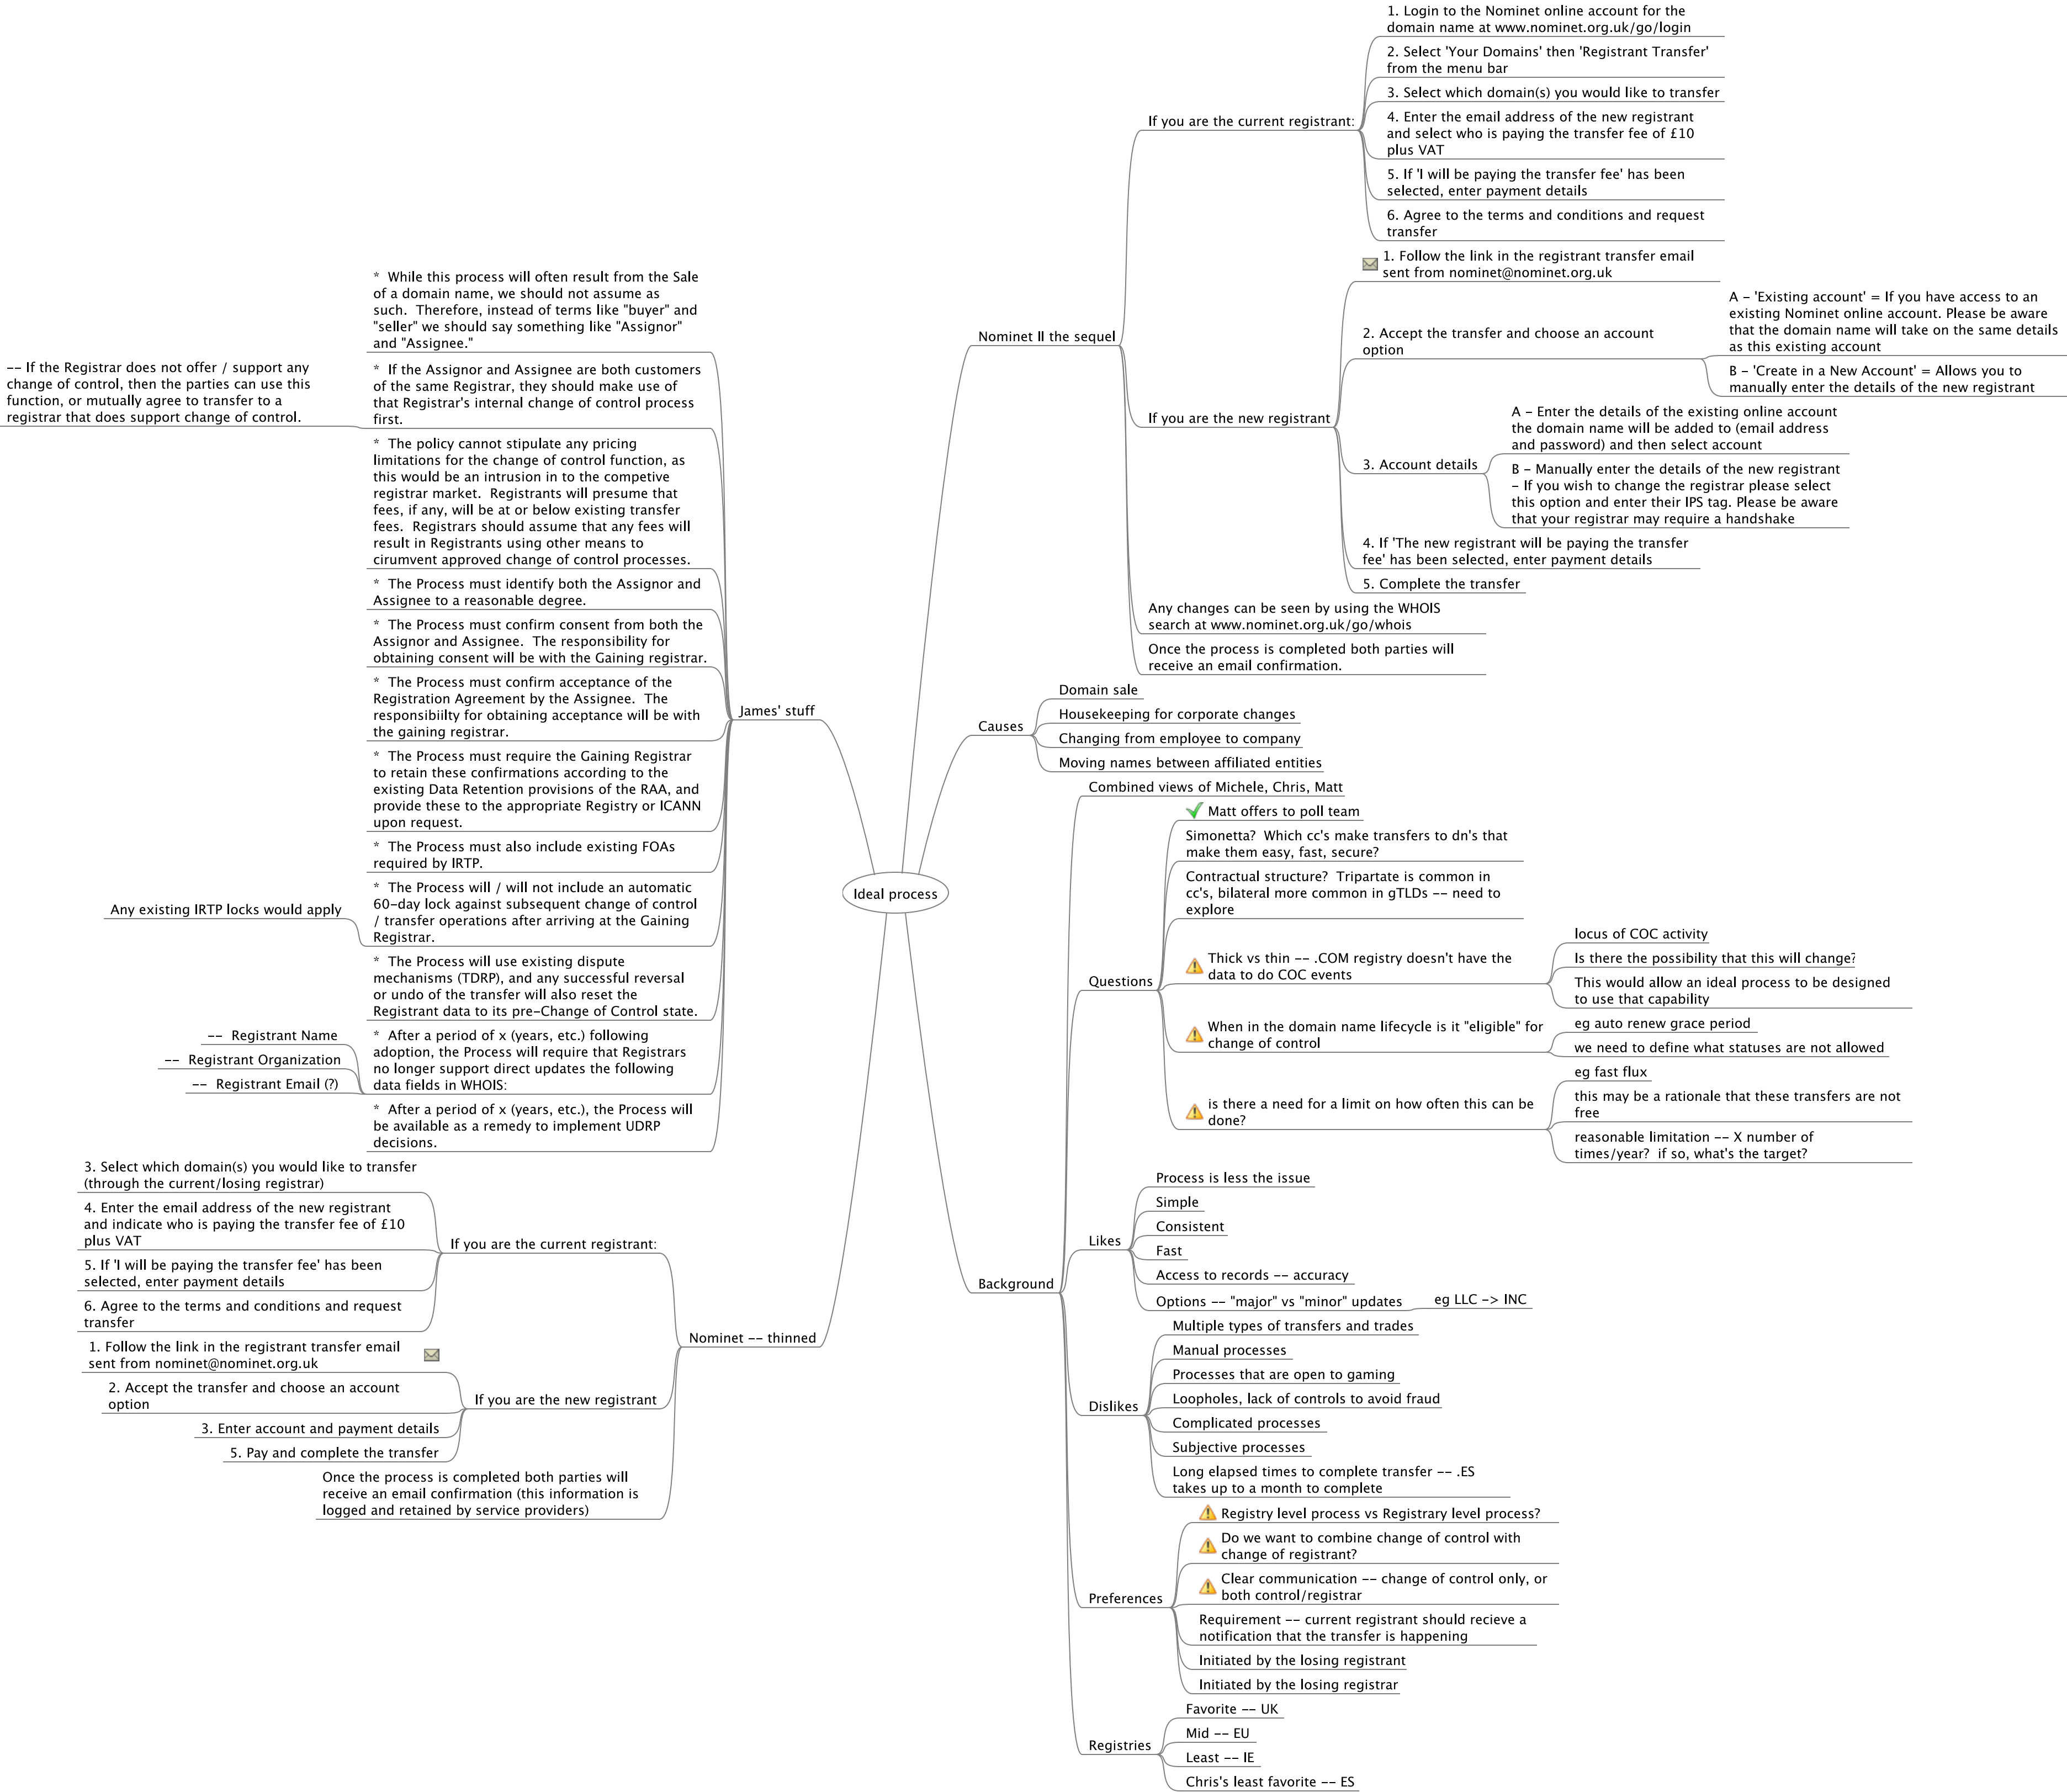 Ideal process
Nominet II the sequel
If you are the current registrant:
1. Login to the Nominet online account for the
domain name at www.nominet.org.uk/go/login
2. Select 'Your Domains' then 'Registrant Transfer'
from the menu bar
3. Select which domain(s) you would like to transfer
4. Enter the email address of the new registrant
and select who is paying the transfer fee of £10
plus VAT
5. If 'I will be paying the transfer fee' has been
selected, enter payment details
6. Agree to the terms and conditions and request
transfer
If you are the new registrant
1. Follow the link in the registrant transfer email
sent from nominet@nominet.org.uk
2. Accept the transfer and choose an account
option
A – 'Existing account' = If you have access to an
existing Nominet online account. Please be aware
that the domain name will take on the same details
as this existing account
B – 'Create in a New Account' = Allows you to
manually enter the details of the new registrant
3. Account details
A – Enter the details of the existing online account
the domain name will be added to (email address
and password) and then select account
B – Manually enter the details of the new registrant
– If you wish to change the registrar please select
this option and enter their IPS tag. Please be aware
that your registrar may require a handshake
4. If 'The new registrant will be paying the transfer
fee' has been selected, enter payment details
5. Complete the transfer
Any changes can be seen by using the WHOIS
search at www.nominet.org.uk/go/whois
Once the process is completed both parties will
receive an email confirmation.
Causes
Domain sale
Housekeeping for corporate changes
Changing from employee to company
Moving names between affiliated entities
Background
Combined views of Michele, Chris, Matt
Questions
Matt offers to poll team
Simonetta?  Which cc's make transfers to dn's that
make them easy, fast, secure?
Contractual structure?  Tripartate is common in
cc's, bilateral more common in gTLDs -- need to
explore
Thick vs thin -- .COM registry doesn't have the
data to do COC events
locus of COC activity
Is there the possibility that this will change?
This would allow an ideal process to be designed
to use that capability
When in the domain name lifecycle is it "eligible" for
change of control
eg auto renew grace period
we need to define what statuses are not allowed
is there a need for a limit on how often this can be
done?
eg fast flux
this may be a rationale that these transfers are not
free
reasonable limitation -- X number of
times/year?  if so, what's the target?
Likes
Process is less the issue
Simple
Consistent
Fast
Access to records -- accuracy
Options -- "major" vs "minor" updates
eg LLC -> INC
Dislikes
Multiple types of transfers and trades
Manual processes
Processes that are open to gaming
Loopholes, lack of controls to avoid fraud
Complicated processes
Subjective processes
Long elapsed times to complete transfer -- .ES
takes up to a month to complete
Preferences
Registry level process vs Registrary level process?
Do we want to combine change of control with
change of registrant?
Clear communication -- change of control only, or
both control/registrar
Requirement -- current registrant should recieve a
notification that the transfer is happening
Initiated by the losing registrant
Initiated by the losing registrar
Registries
Favorite -- UK
Mid -- EU
Least -- IE
Chris's least favorite -- ES
James' stuff
*  While this process will often result from the Sale
of a domain name, we should not assume as
such.  Therefore, instead of terms like "buyer" and
"seller" we should say something like "Assignor"
and "Assignee."
*  If the Assignor and Assignee are both customers
of the same Registrar, they should make use of
that Registrar's internal change of control process
first.
-- If the Registrar does not offer / support any
change of control, then the parties can use this
function, or mutually agree to transfer to a
registrar that does support change of control.
*  The policy cannot stipulate any pricing
limitations for the change of control function, as
this would be an intrusion in to the competive
registrar market.  Registrants will presume that
fees, if any, will be at or below existing transfer
fees.  Registrars should assume that any fees will
result in Registrants using other means to
cirumvent approved change of control processes.
*  The Process must identify both the Assignor and
Assignee to a reasonable degree.
*  The Process must confirm consent from both the
Assignor and Assignee.  The responsibility for
obtaining consent will be with the Gaining registrar.
*  The Process must confirm acceptance of the
Registration Agreement by the Assignee.  The
responsibiilty for obtaining acceptance will be with
the gaining registrar.
*  The Process must require the Gaining Registrar
to retain these confirmations according to the
existing Data Retention provisions of the RAA, and
provide these to the appropriate Registry or ICANN
upon request.
*  The Process must also include existing FOAs
required by IRTP.
*  The Process will / will not include an automatic
60-day lock against subsequent change of control
/ transfer operations after arriving at the Gaining
Registrar.
Any existing IRTP locks would apply
*  The Process will use existing dispute
mechanisms (TDRP), and any successful reversal
or undo of the transfer will also reset the
Registrant data to its pre-Change of Control state.
*  After a period of x (years, etc.) following
adoption, the Process will require that Registrars
no longer support direct updates the following
data fields in WHOIS:
--  Registrant Name
--  Registrant Organization
--  Registrant Email (?)
*  After a period of x (years, etc.), the Process will
be available as a remedy to implement UDRP
decisions.
Nominet -- thinned
If you are the current registrant:
3. Select which domain(s) you would like to transfer
(through the current/losing registrar)
4. Enter the email address of the new registrant
and indicate who is paying the transfer fee of £10
plus VAT
5. If 'I will be paying the transfer fee' has been
selected, enter payment details
6. Agree to the terms and conditions and request
transfer
If you are the new registrant
1. Follow the link in the registrant transfer email
sent from nominet@nominet.org.uk
2. Accept the transfer and choose an account
option
3. Enter account and payment details
5. Pay and complete the transfer
Once the process is completed both parties will
receive an email confirmation (this information is
logged and retained by service providers)